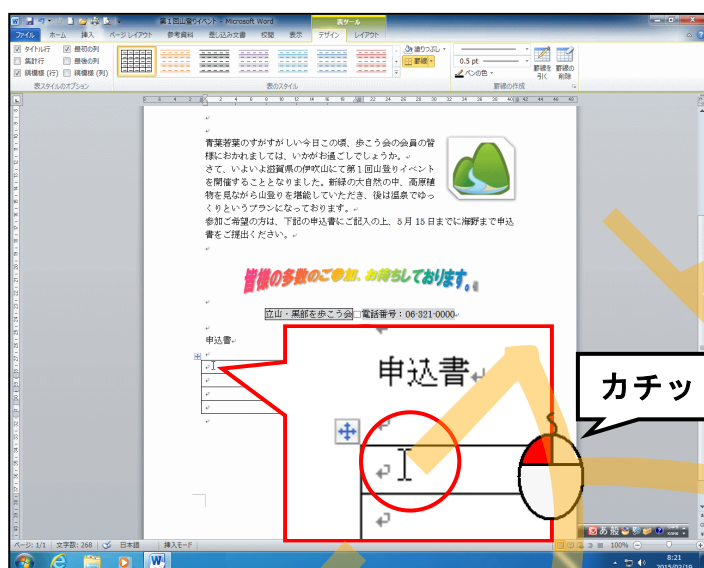 第1回山登りイベント - Microsoft Word
表ツール
ファイル ホーム 挿入 ページレイアウト 参考資料 差し込み文書 校閲 表示 デザイン レイアウト
タイトル行 最初の列
集計行 最後の列
縞模様 (行) 縞模様 (列)
表スタイルのオプション
表のスタイル
塗りつぶし
罫線
0.5 pt
ペンの色
罫線を引く
罫線の削除
罫線の作成
青葉若葉のすがすがしい今日この頃、歩こう会の会員の皆
様におかれましては、いかがお過ごしでしょうか。
さて、いよいよ滋賀県の伊吹山にて第1回山登りイベント
を開催することとなりました。新緑の大自然の中、高原植
物を見ながら山登りを堪能していただき、後は温泉でゆっ
くりというプランになっております。
参加ご希望の方は、下記の申込書にご記入の上、5月15日までに海野まで申込
書をご提出ください。
皆様の多数のご参加、お待ちしております。
立山・黒部を歩こう会□電話番号：06-321-0000
申込書
申込書
カチッ
ページ: 1/1 文字数: 268 日本語 挿入モード
あ 般
100%
8:21
2015/02/19